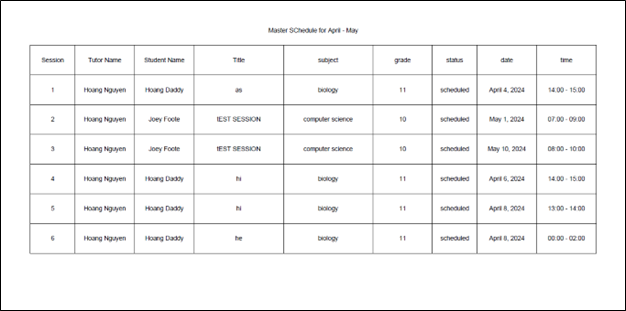 Master SChedule for April - May
Session Tutor Name Student Name Title subject grade status date time
1 Hoang Nguyen Hoang Daddy as biology 11 scheduled April 4, 2024 14:00 - 15:00
2 Hoang Nguyen Joey Foote tEST SESSION computer science 10 scheduled May 1, 2024 07:00 - 09:00
3 Hoang Nguyen Joey Foote tEST SESSION computer science 10 scheduled May 10, 2024 08:00 - 10:00
4 Hoang Nguyen Hoang Daddy hi biology 11 scheduled April 6, 2024 14:00 - 15:00
5 Hoang Nguyen Hoang Daddy hi biology 11 scheduled April 8, 2024 13:00 - 14:00
6 Hoang Nguyen Hoang Daddy he biology 11 scheduled April 8, 2024 00:00 - 02:00